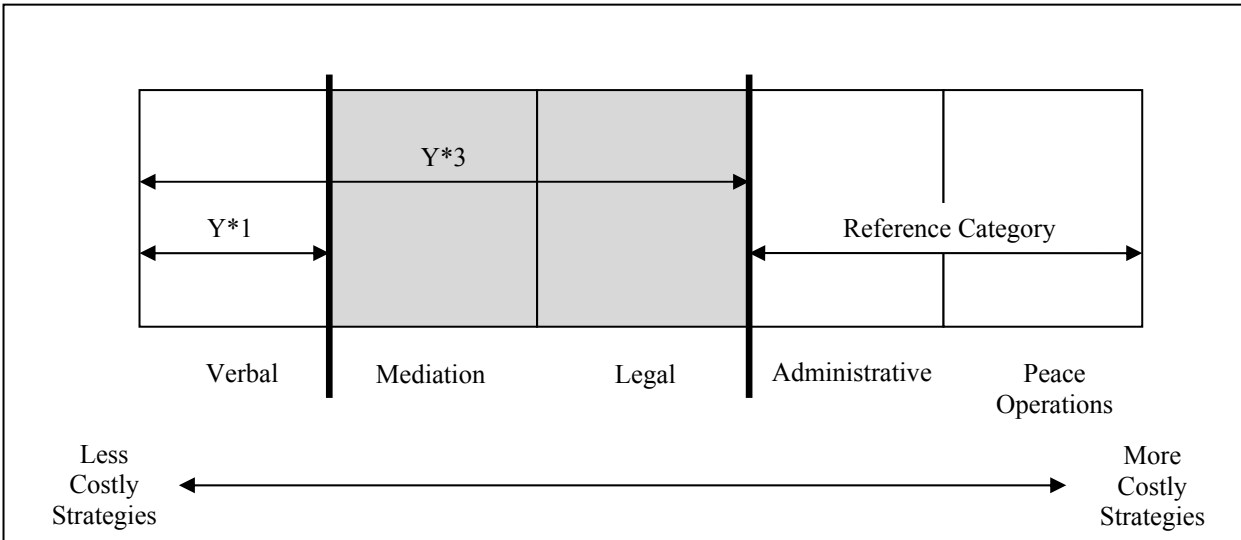 Y*3
Y*1
Reference Category
Verbal
Mediation
Legal
Administrative
Peace
Operations
Less
Costly
Strategies
More
Costly
Strategies